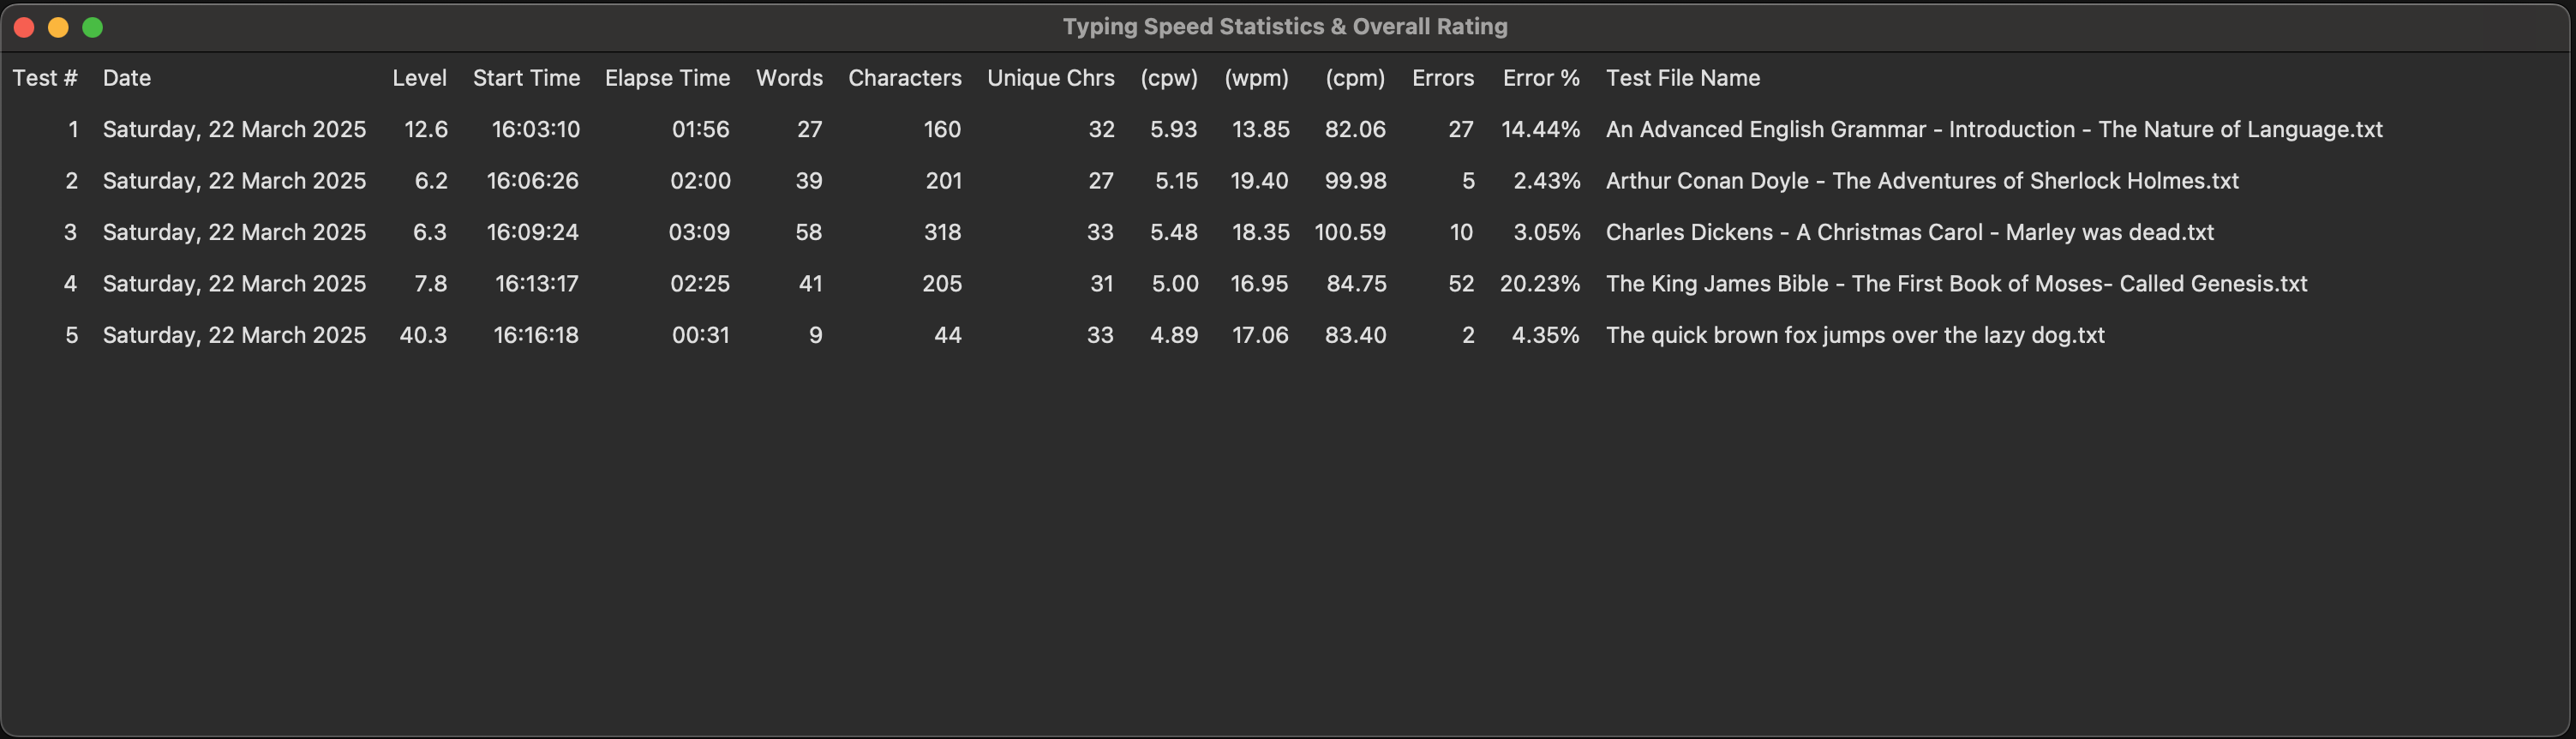 Typing Speed Statistics & Overall Rating
Test # Date Level Start Time Elapse Time Words Characters Unique Chrs (cpw) (wpm) (cpm) Errors Error % Test File Name
1 Saturday, 22 March 2025 12.6 16:03:10 01:56 27 160 32 5.93 13.85 82.06 27 14.44% An Advanced English Grammar - Introduction - The Nature of Language.txt
2 Saturday, 22 March 2025 6.2 16:06:26 02:00 39 201 27 5.15 19.40 99.98 5 2.43% Arthur Conan Doyle - The Adventures of Sherlock Holmes.txt
3 Saturday, 22 March 2025 6.3 16:09:24 03:09 58 318 33 5.48 18.35 100.59 10 3.05% Charles Dickens - A Christmas Carol - Marley was dead.txt
4 Saturday, 22 March 2025 7.8 16:13:17 02:25 41 205 31 5.00 16.95 84.75 52 20.23% The King James Bible - The First Book of Moses- Called Genesis.txt
5 Saturday, 22 March 2025 40.3 16:16:18 00:31 9 44 33 4.89 17.06 83.40 2 4.35% The quick brown fox jumps over the lazy dog.txt